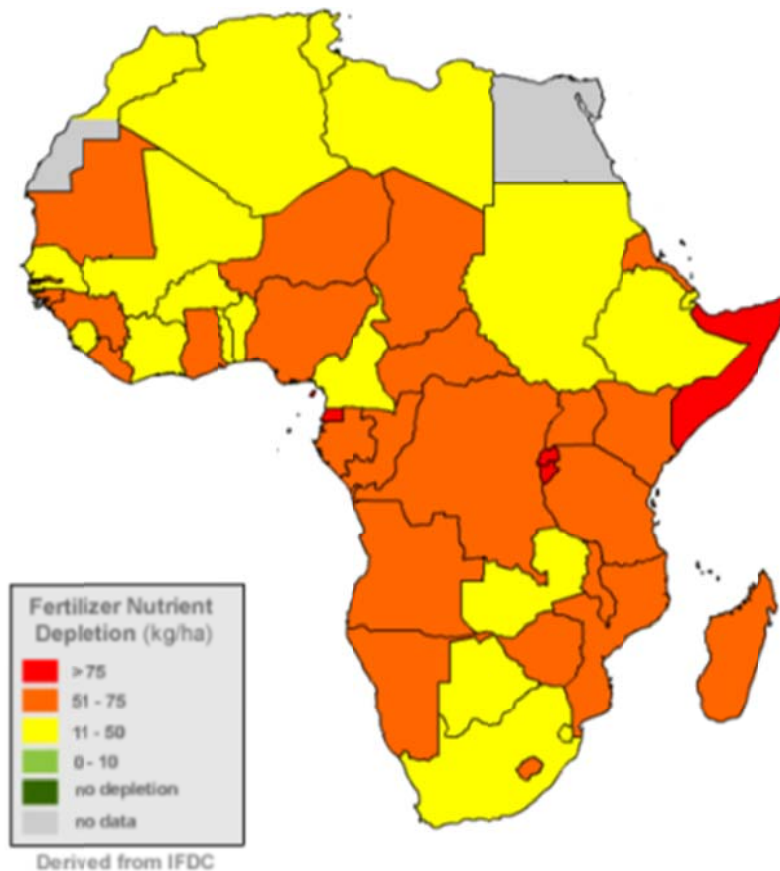 Fertilizer Nutrient
Depletion (kg/ha)
>75
51 - 75
11 - 50
0 - 10
no depletion
no data
Derived from IFDC